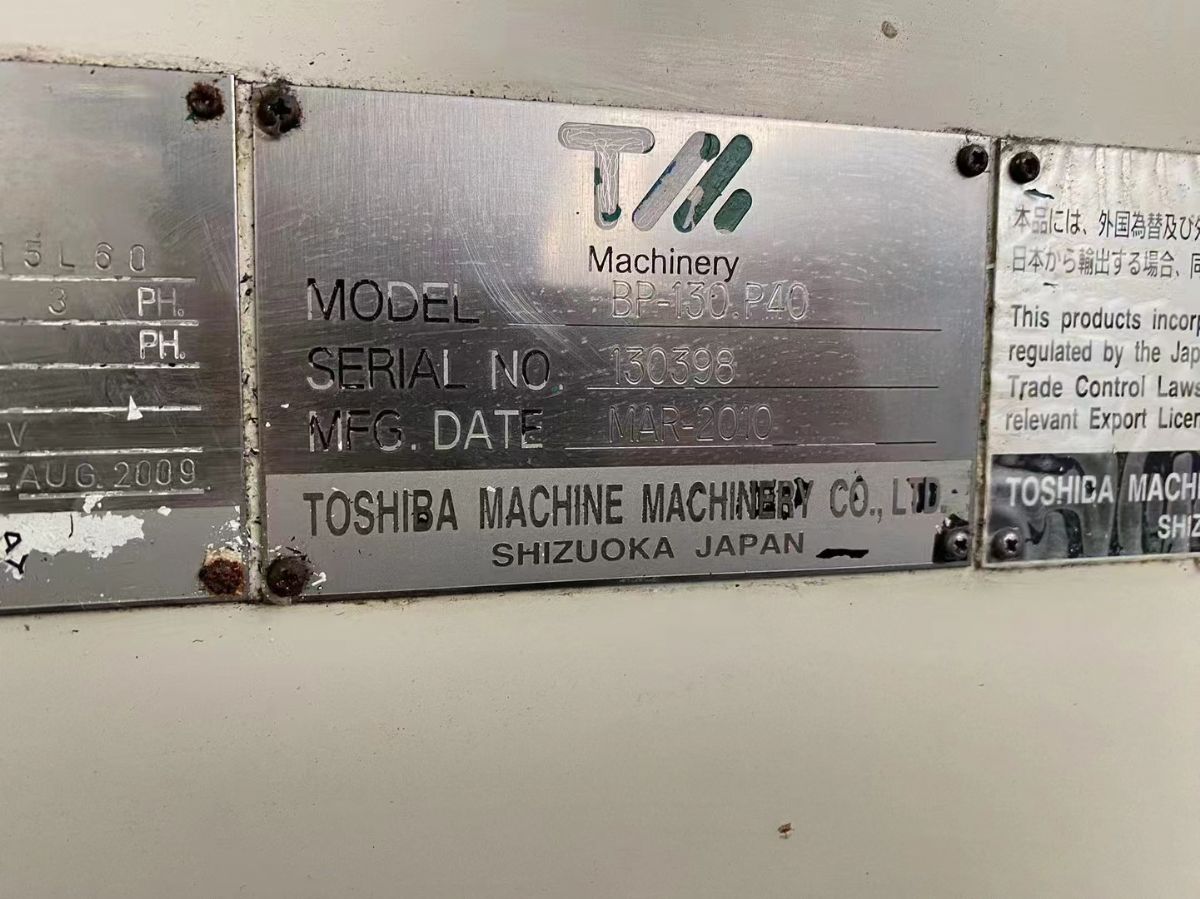 15L60
3 PH.
PH.
V
E AUG. 2009
TM
Machinery
MODEL BP-130.P40
SERIAL NO. 130398
MFG. DATE MAR-2010
TOSHIBA MACHINE MACHINERY CO., LTD.
SHIZUOKA JAPAN
本品には、外国為替及び
日本から輸出する場合、同
This products incorp
regulated by the Jap
Trade Control Laws
relevant Export Licen
TOSHIBA MACH
SHIZ